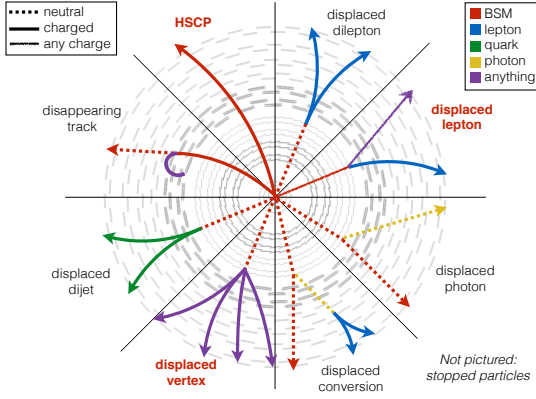 neutral
charged
any charge
HSCP
displaced
dilepton
BSM
lepton
quark
photon
anything
disappearing
track
displaced
lepton
displaced
dijet
displaced
photon
displaced
vertex
displaced
conversion
Not pictured:
stopped particles